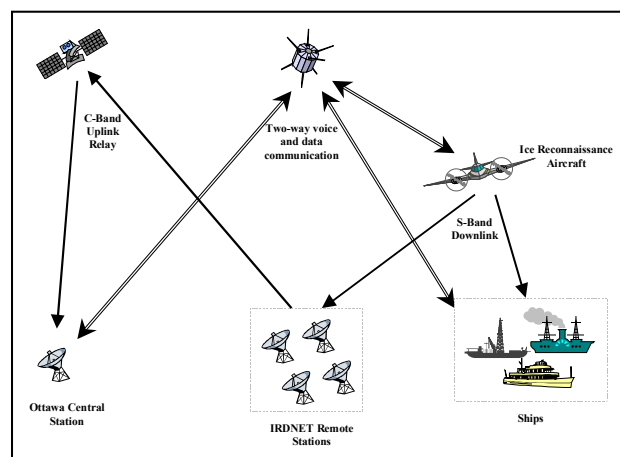 C-Band
Uplink
Relay
Two-way voice
and data
communication
Ice Reconnaissance
Aircraft
S-Band
Downlink
Ottawa Central
Station
IRDNET Remote
Stations
Ships